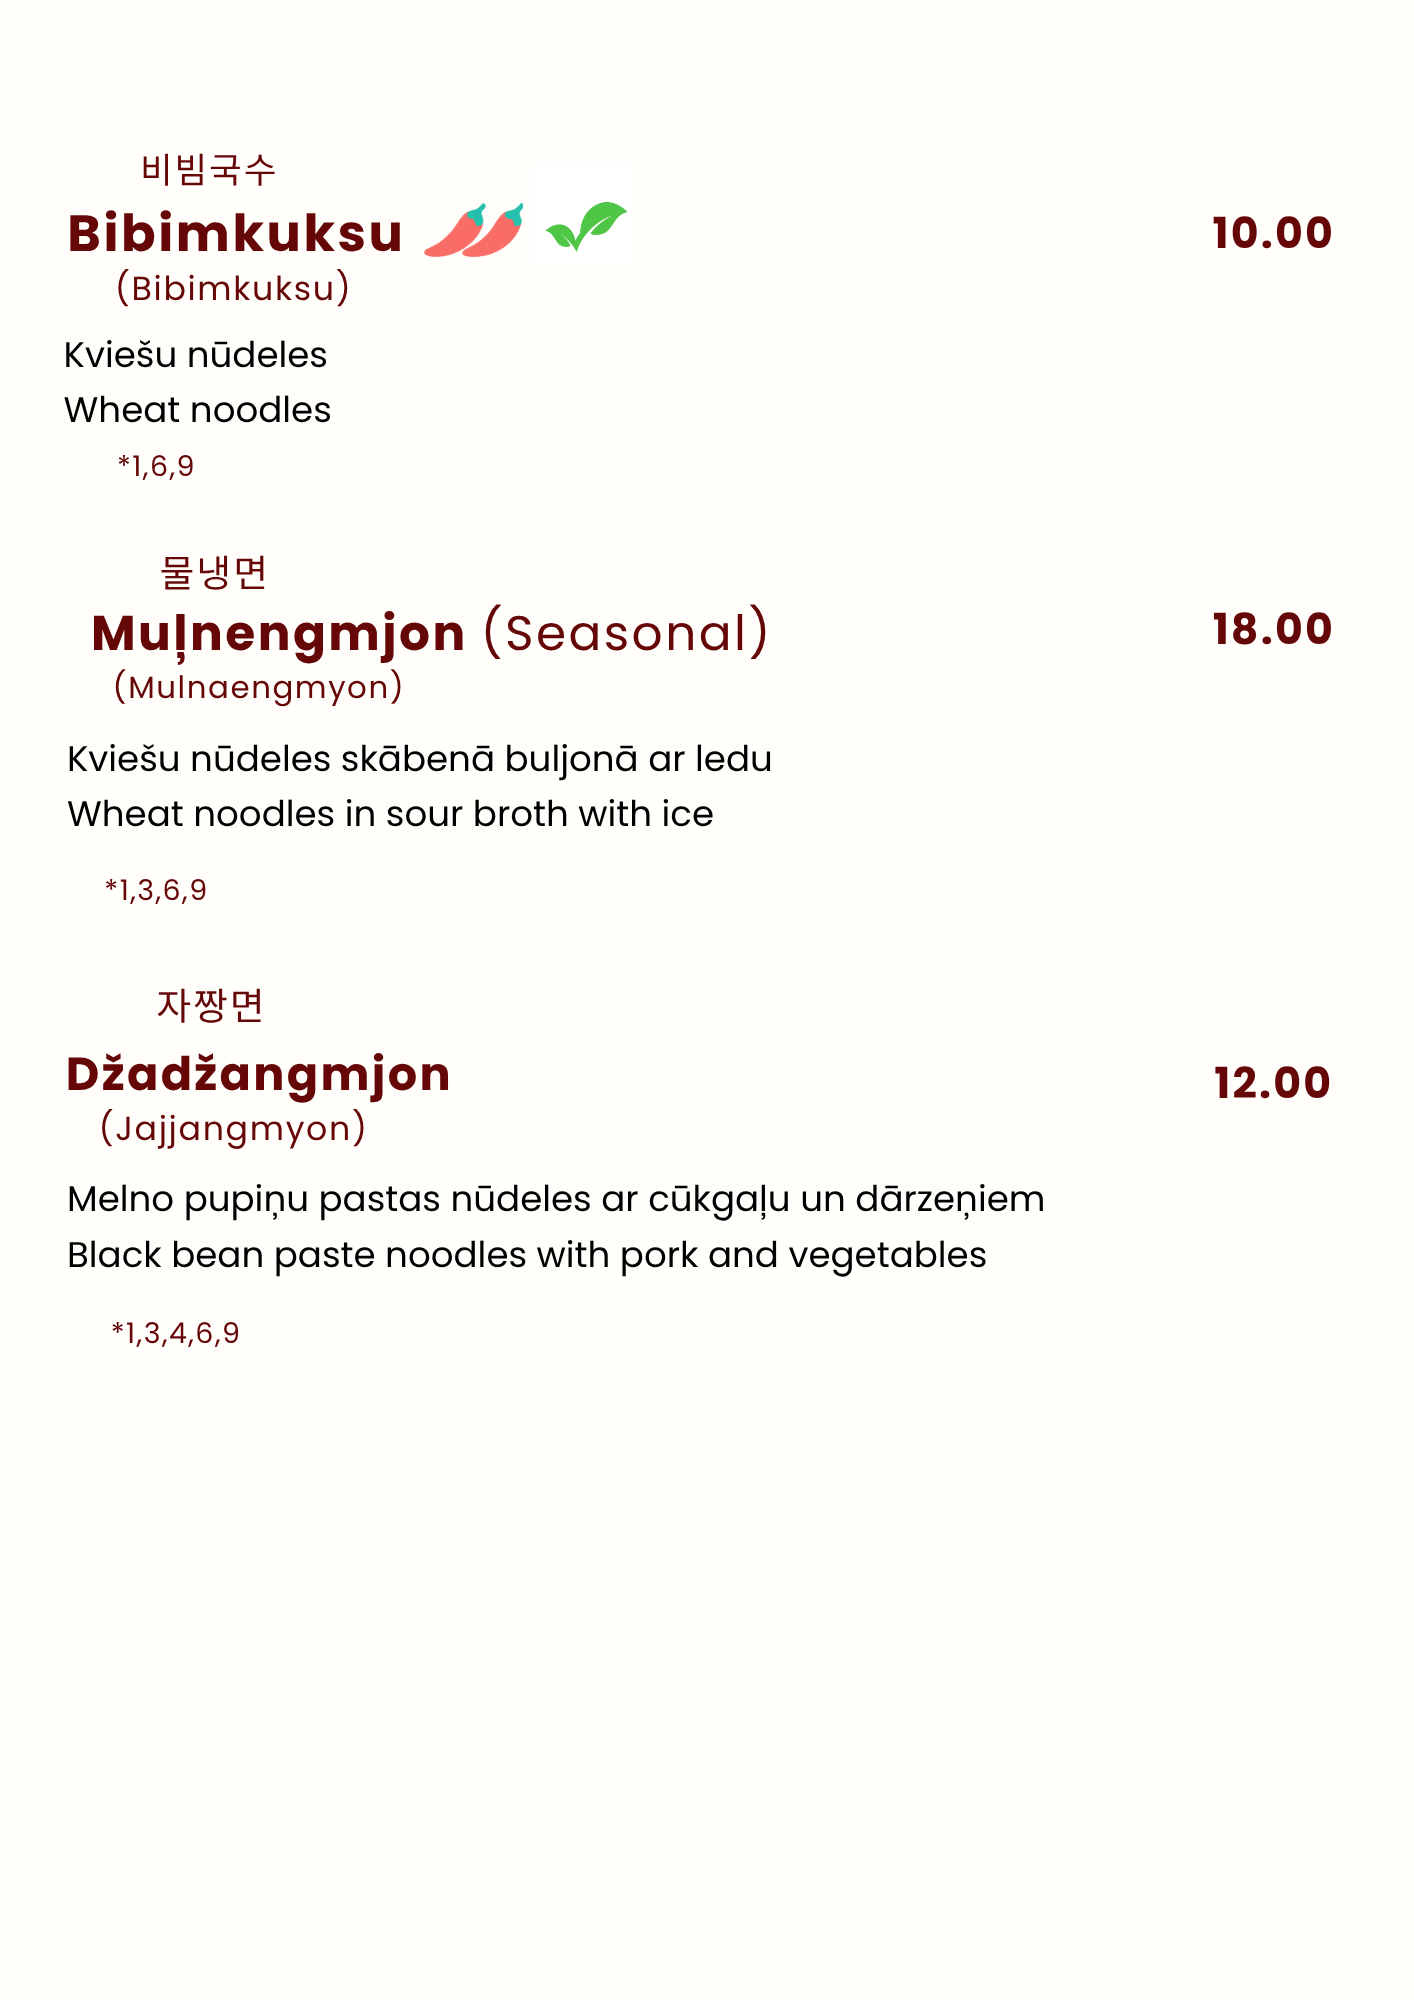 비빔국수
Bibimkuksu 10.00
(Bibimkuksu)
Kviešu nūdeles
Wheat noodles
*1,6,9
물냉면
Muļnengmjon (Seasonal) 18.00
(Mulnaengmyon)
Kviešu nūdeles skābenā buljonā ar ledu
Wheat noodles in sour broth with ice
*1,3,6,9
자짱면
Džadžangmjon 12.00
(Jajjangmyon)
Melno pupiņu pastas nūdeles ar cūkgaļu un dārzeņiem
Black bean paste noodles with pork and vegetables
*1,3,4,6,9